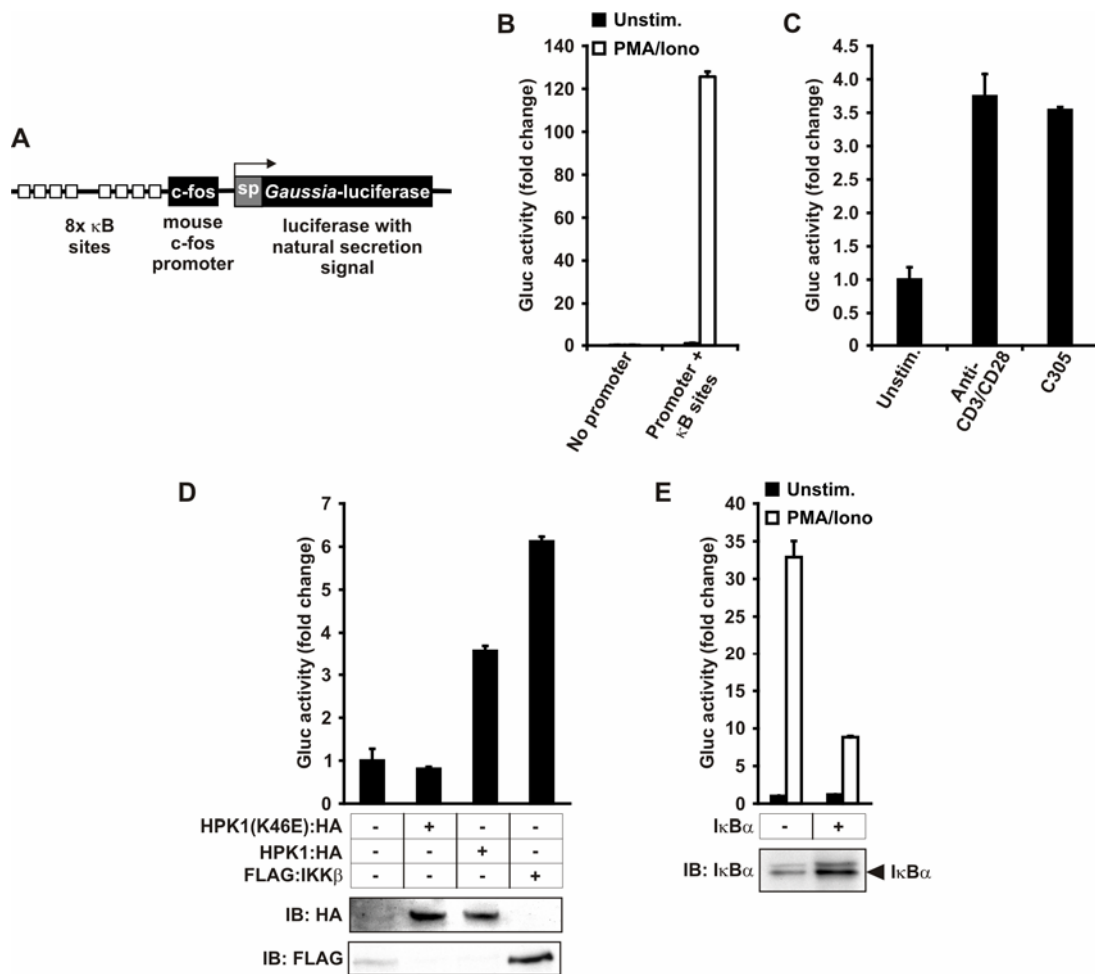 A
c-fos
sp
Gaussia-luciferase
8x κB
sites
mouse
c-fos
promoter
luciferase with
natural secretion
signal
B
Unstim.
PMA/Iono
Gluc activity (fold change)
140
120
100
80
60
40
20
0
No promoter
Promoter +
κB sites
C
Gluc activity (fold change)
4.5
4.0
3.5
3.0
2.5
2.0
1.5
1.0
0.5
0
Unstim.
Anti-
CD3/CD28
C305
D
Gluc activity (fold change)
7
6
5
4
3
2
1
0
HPK1(K46E):HA - + - -
HPK1:HA - - + -
FLAG:IKKβ - - - +
IB: HA
IB: FLAG
E
Unstim.
PMA/Iono
Gluc activity (fold change)
40
35
30
25
20
15
10
5
0
IκBα - +
IB: IκBα
IκBα